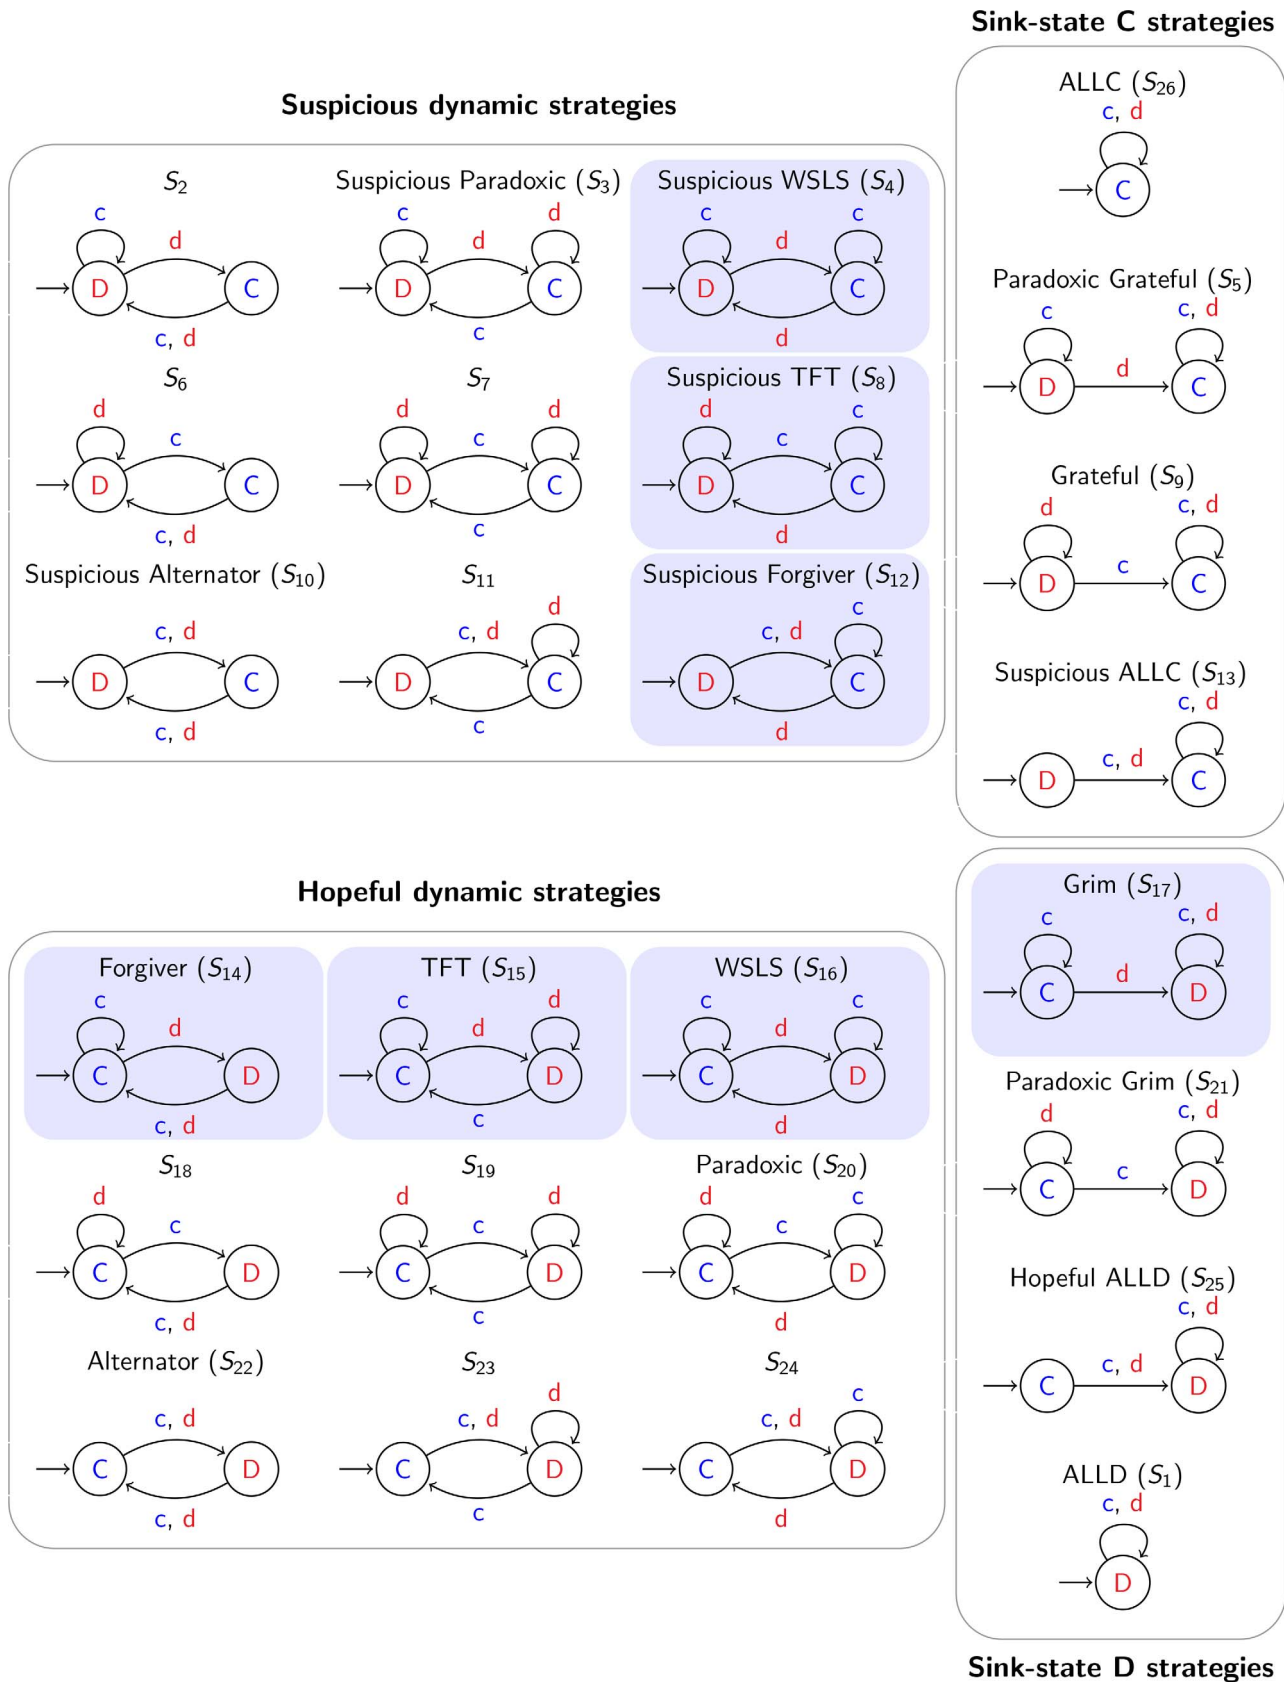 Sink-state C strategies
Suspicious dynamic strategies
S2
c
d
D
C
c, d
Suspicious Paradoxic (S3)
c
d
d
D
C
c
Suspicious WSLS (S4)
c
d
c
D
C
d
S6
d
c
D
C
c, d
S7
d
c
d
D
C
c
Suspicious TFT (S8)
d
c
c
D
C
d
Suspicious Alternator (S10)
c, d
D
C
c, d
S11
c, d
d
D
C
c
Suspicious Forgiver (S12)
c, d
c
D
C
d
ALLC (S26)
c, d
C
Paradoxic Grateful (S5)
c
c, d
d
D
C
Grateful (S9)
d
c, d
c
D
C
Suspicious ALLC (S13)
c, d
c, d
D
C
Hopeful dynamic strategies
Forgiver (S14)
c
d
C
D
c, d
TFT (S15)
c
d
d
C
D
c
WSLS (S16)
c
d
c
C
D
d
S18
d
c
C
D
c, d
S19
d
c
d
C
D
c
Paradoxic (S20)
d
c
c
C
D
d
Alternator (S22)
c, d
C
D
c, d
S23
c, d
d
C
D
c
S24
c, d
c
C
D
d
Grim (S17)
c
c, d
d
C
D
Paradoxic Grim (S21)
d
c, d
c
C
D
Hopeful ALLD (S25)
c, d
c, d
C
D
ALLD (S1)
c, d
D
Sink-state D strategies